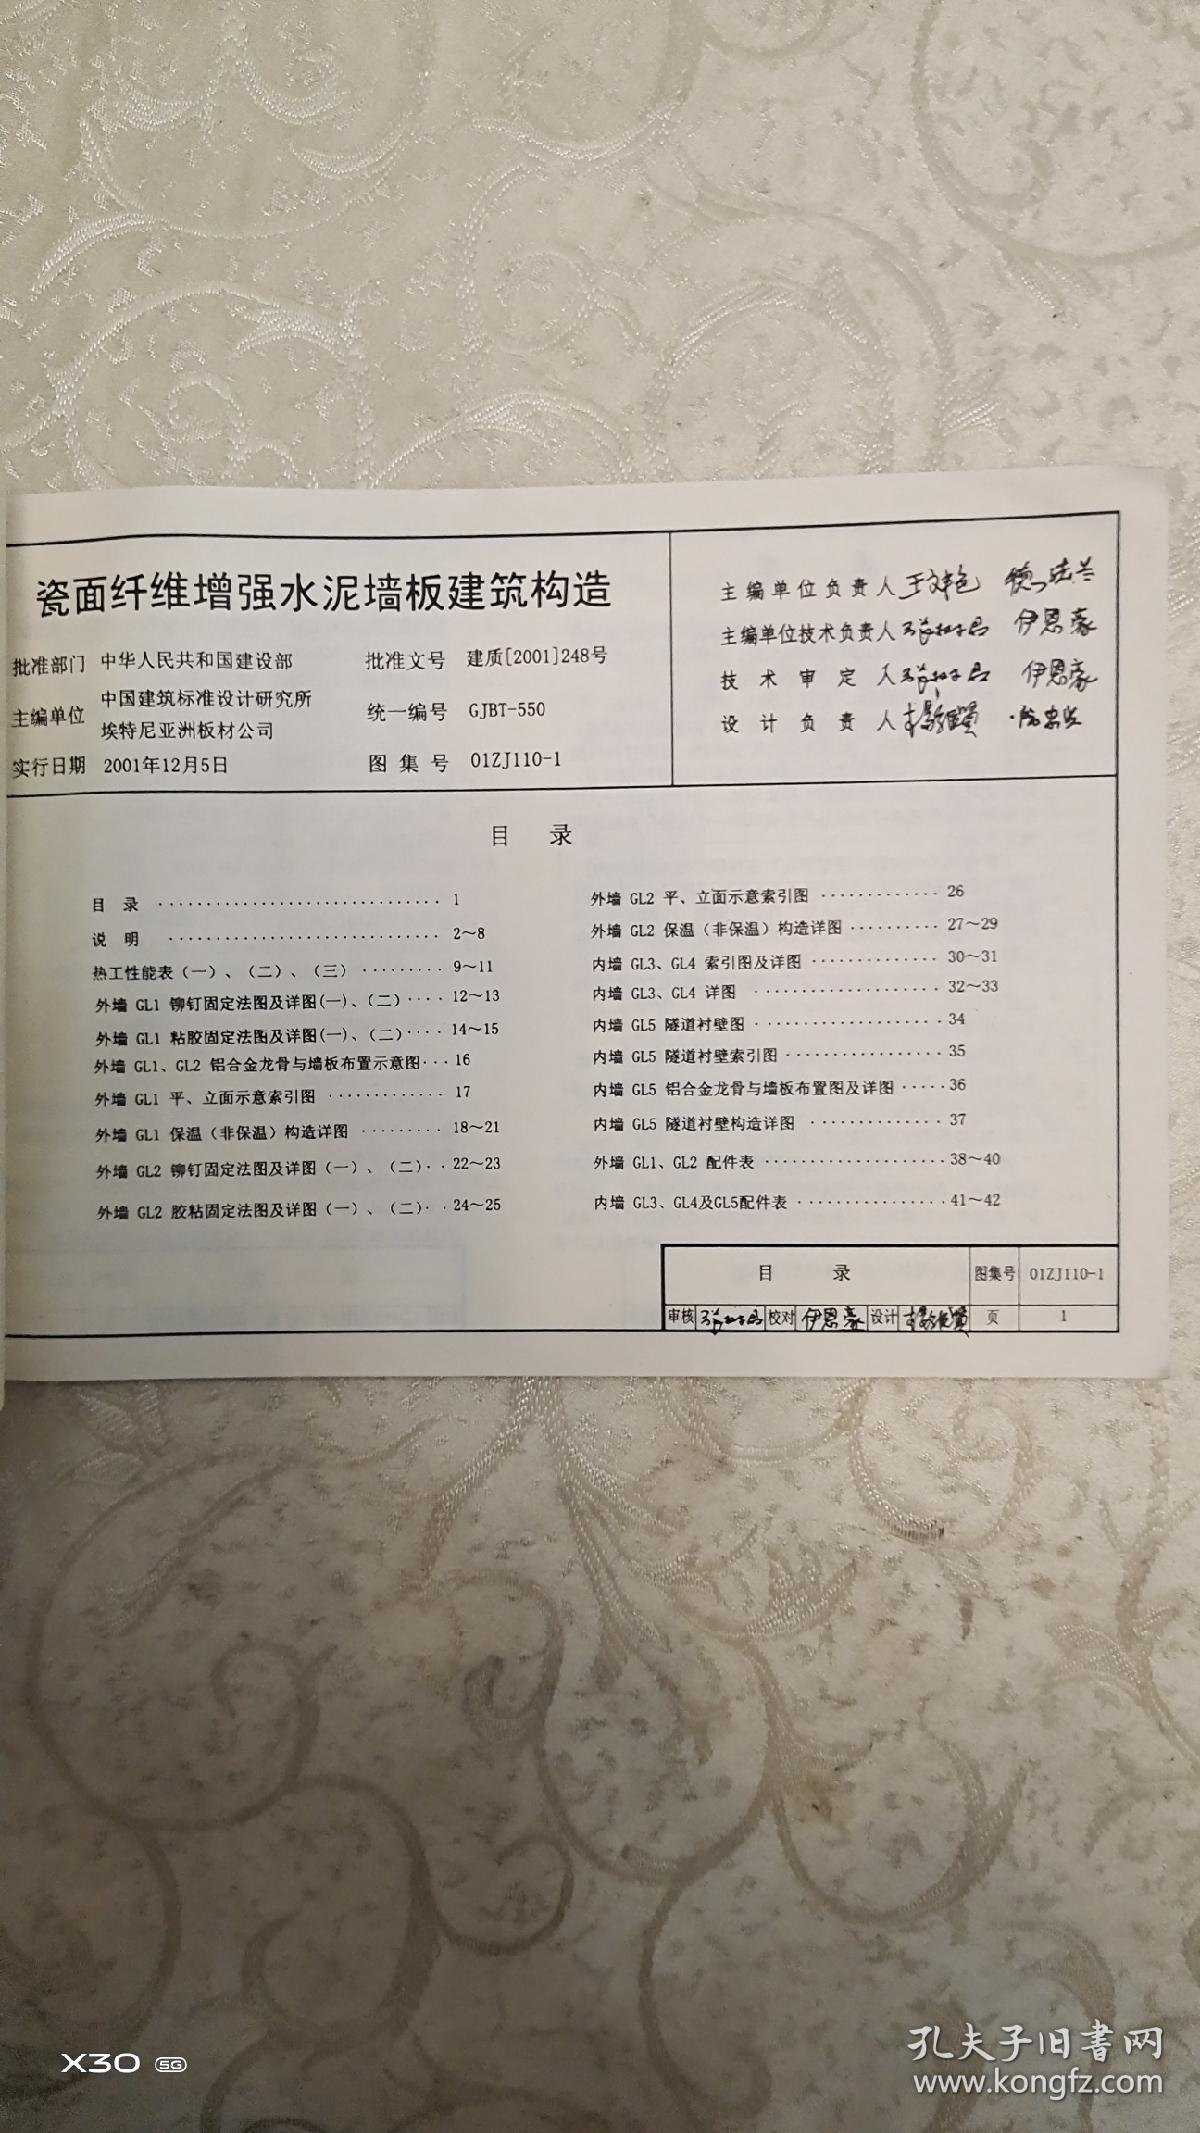 瓷面纤维增强水泥墙板建筑构造
批准部门 中华人民共和国建设部
批准文号 建质[2001]248号
主编单位 中国建筑标准设计研究所
埃特尼亚洲板材公司
统一编号 GJBT-550
实行日期 2001年12月5日
图集号 01ZJ110-1
主编单位负责人
主编单位技术负责人 伊恩豪
技术审定人 伊恩豪
设计负责人
目 录
目 录 ······························ 1
说 明 ···························· 2~8
热工性能表(一)、(二)、(三) ········· 9~11
外墙 GL1 铆钉固定法图及详图(一)、(二)···· 12~13
外墙 GL1 粘胶固定法图及详图(一)、(二)···· 14~15
外墙 GL1、GL2 铝合金龙骨与墙板布置示意图··· 16
外墙 GL1 平、立面示意索引图 ············ 17
外墙 GL1 保温(非保温)构造详图 ········· 18~21
外墙 GL2 铆钉固定法图及详图(一)、(二)·· 22~23
外墙 GL2 胶粘固定法图及详图(一)、(二)·· 24~25
外墙 GL2 平、立面示意索引图 ············· 26
外墙 GL2 保温(非保温)构造详图·········· 27~29
内墙 GL3、GL4 索引图及详图·············· 30~31
内墙 GL3、GL4 详图 ··················· 32~33
内墙 GL5 隧道衬壁图···················· 34
内墙 GL5 隧道衬壁索引图················· 35
内墙 GL5 铝合金龙骨与墙板布置图及详图····· 36
内墙 GL5 隧道衬壁构造详图 ·············· 37
外墙 GL1、GL2 配件表··················· 38~40
内墙 GL3、GL4及GL5配件表················ 41~42
目 录 图集号 01ZJ110-1
审核 校对 伊恩豪 设计 页 1
X30 5G
孔夫子旧书网
www.kongfz.com